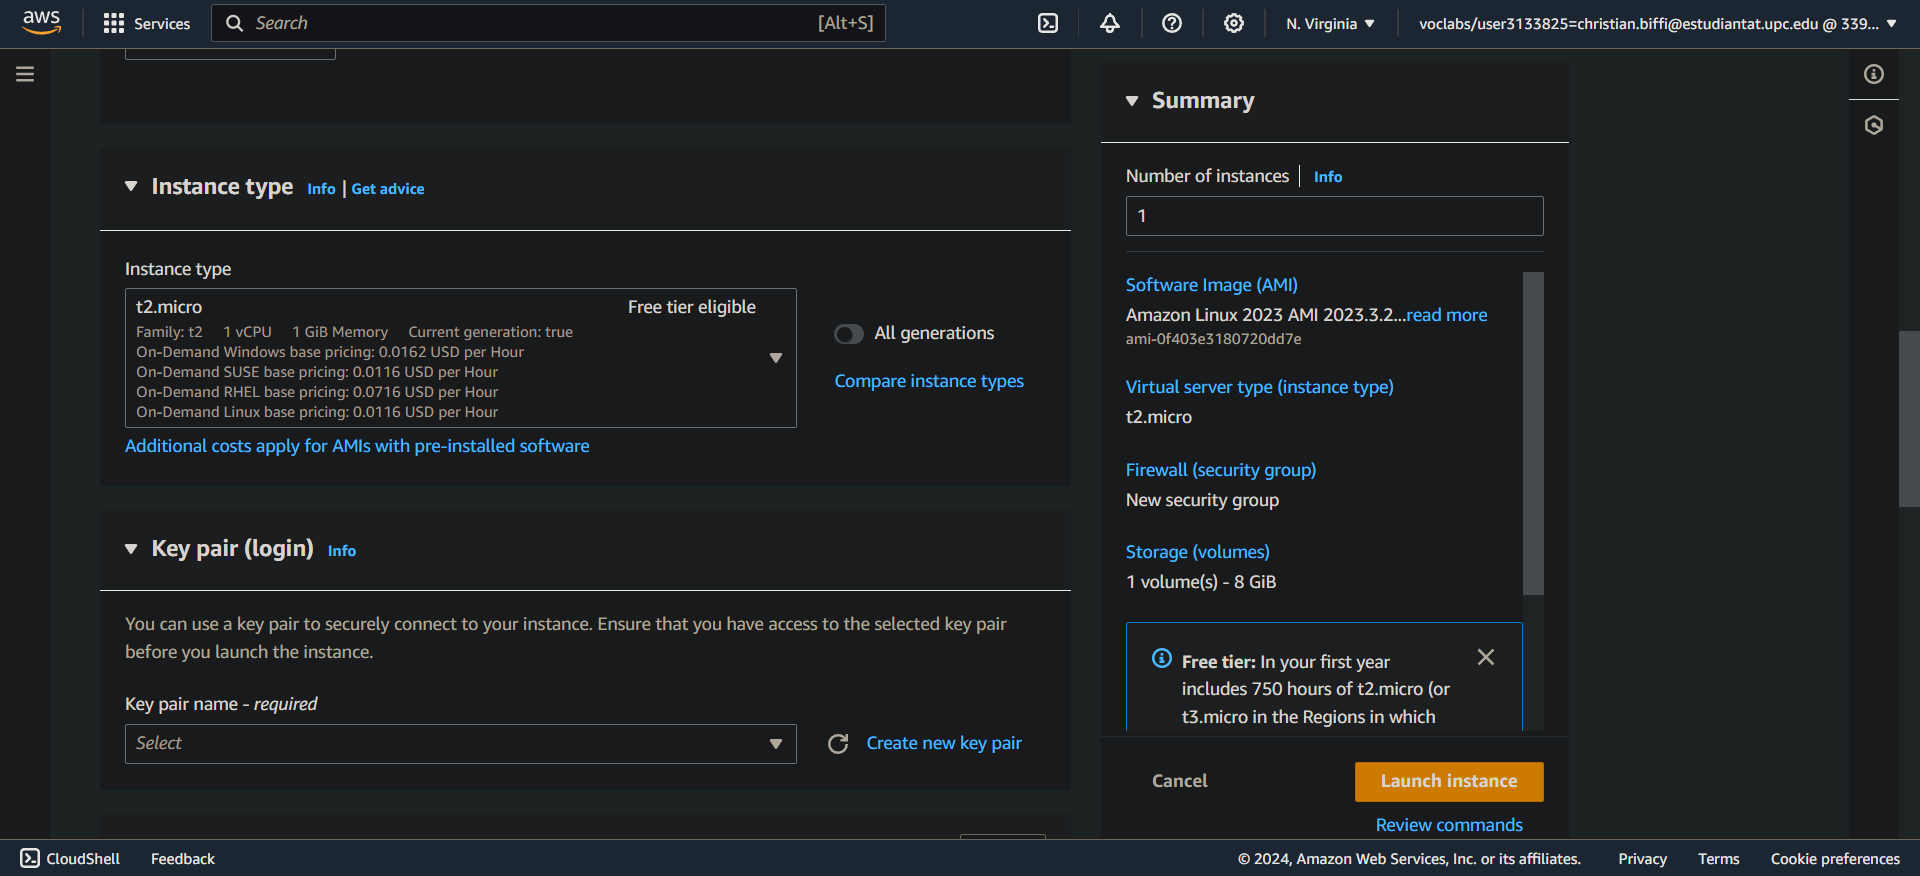 aws
Services
Search
[Alt+S]
N. Virginia
voclabs/user3133825=christian.biffi@estudiantat.upc.edu @ 339...
Instance type
Info | Get advice
Instance type
t2.micro
Free tier eligible
Family: t2 1 vCPU 1 GiB Memory Current generation: true
On-Demand Windows base pricing: 0.0162 USD per Hour
On-Demand SUSE base pricing: 0.0116 USD per Hour
On-Demand RHEL base pricing: 0.0716 USD per Hour
On-Demand Linux base pricing: 0.0116 USD per Hour
All generations
Compare instance types
Additional costs apply for AMIs with pre-installed software
Key pair (login)
Info
You can use a key pair to securely connect to your instance. Ensure that you have access to the selected key pair
before you launch the instance.
Key pair name - required
Select
Create new key pair
Summary
Number of instances
Info
1
Software Image (AMI)
Amazon Linux 2023 AMI 2023.3.2...read more
ami-0f403e3180720dd7e
Virtual server type (instance type)
t2.micro
Firewall (security group)
New security group
Storage (volumes)
1 volume(s) - 8 GiB
Free tier: In your first year
includes 750 hours of t2.micro (or
t3.micro in the Regions in which
Cancel
Launch instance
Review commands
CloudShell
Feedback
© 2024, Amazon Web Services, Inc. or its affiliates.
Privacy
Terms
Cookie preferences